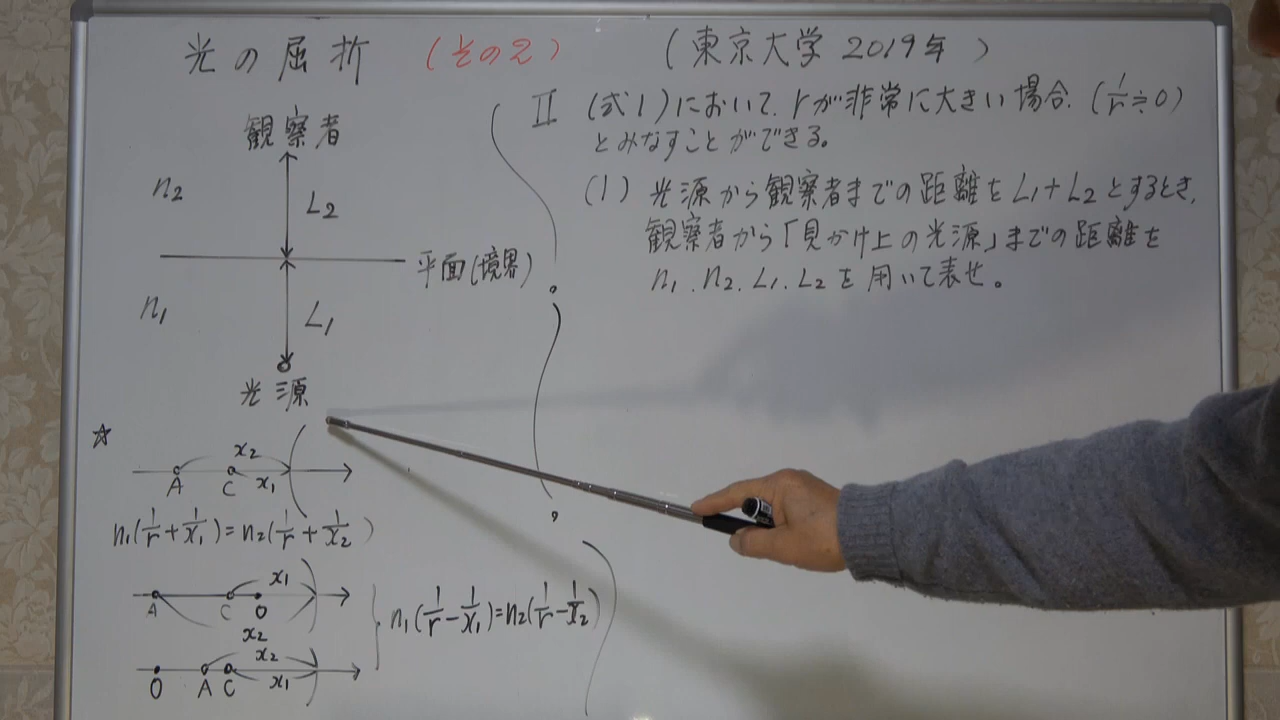 光の屈折 (その2) (東京大学 2019年)
観察者
n₂ L₂
平面(境界)
n₁ L₁
光源
☆
x₂
A C x₁
n₁(1/r+1/x₁)=n₂(1/r+1/x₂)
x₁
A C O
x₂
n₁(1/r-1/x₁)=n₂(1/r-1/x₂)
x₂
O A C x₁
II (式1)において、rが非常に大きい場合、(1/r≒0)
とみなすことができる。
(1) 光源から観察者までの距離をL₁+L₂とするとき、
観察者から「見かけ上の光源」までの距離を
n₁、n₂、L₁、L₂を用いて表せ。